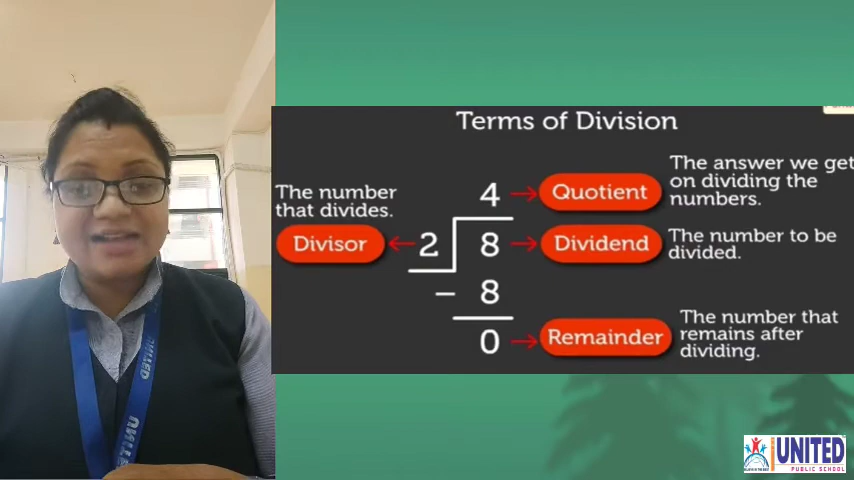 Terms of Division
The number
that divides.
Divisor
4
Quotient
The answer we get
on dividing the
numbers.
2
8
Dividend
The number to be
divided.
– 8
0
Remainder
The number that
remains after
dividing.
UNITED
UNITED
UNITED
PUBLIC SCHOOL